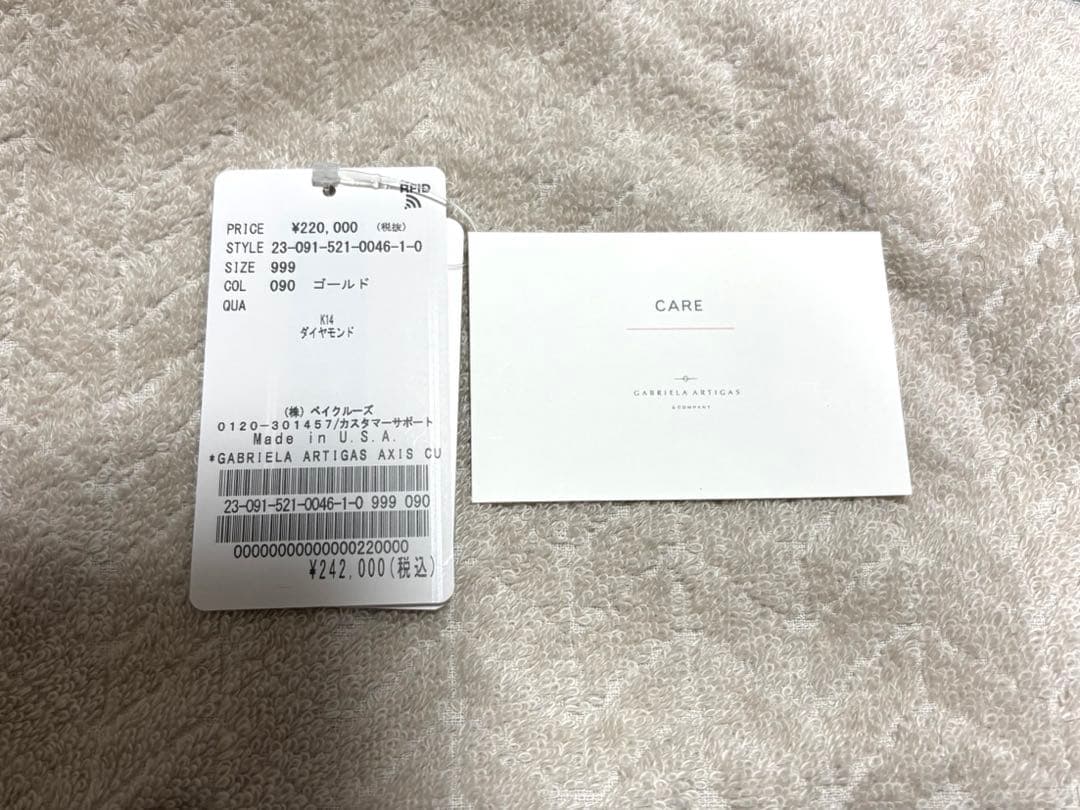 RFID
PRICE ¥220,000 (税抜)
STYLE 23-091-521-0046-1-0
SIZE 999
COL 090 ゴールド
QUA
K14
ダイヤモンド
(株) ベイクルーズ
0120-301457/カスタマーサポート
Made in U.S.A.
*GABRIELA ARTIGAS AXIS CU
23-091-521-0046-1-0 999 090
00000000000000220000
¥242,000(税込)
CARE
GABRIELA ARTIGAS
& COMPANY